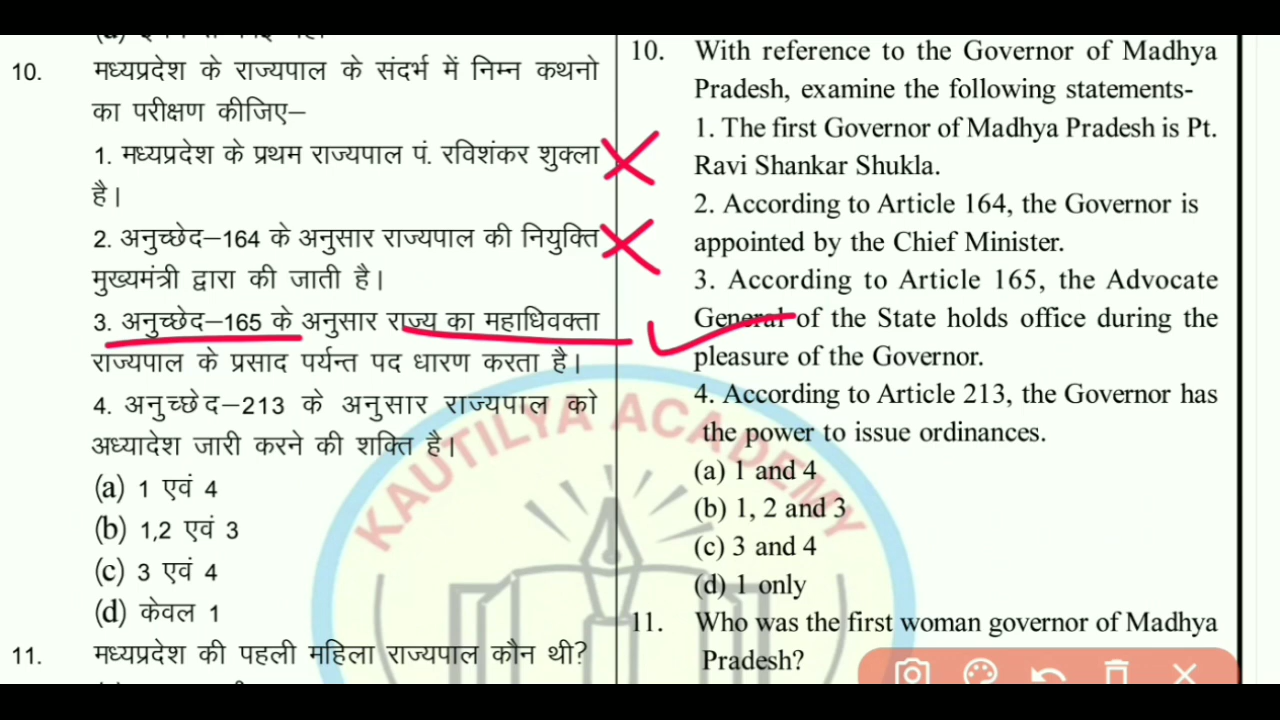 10. मध्यप्रदेश के राज्यपाल के संदर्भ में निम्न कथनो
का परीक्षण कीजिए–
1. मध्यप्रदेश के प्रथम राज्यपाल पं. रविशंकर शुक्ला
है।
2. अनुच्छेद–164 के अनुसार राज्यपाल की नियुक्ति
मुख्यमंत्री द्वारा की जाती है।
3. अनुच्छेद–165 के अनुसार राज्य का महाधिवक्ता
राज्यपाल के प्रसाद पर्यन्त पद धारण करता है।
4. अनुच्छेद–213 के अनुसार राज्यपाल को
अध्यादेश जारी करने की शक्ति है।
(a) 1 एवं 4
(b) 1,2 एवं 3
(c) 3 एवं 4
(d) केवल 1
11. मध्यप्रदेश की पहली महिला राज्यपाल कौन थी?
10. With reference to the Governor of Madhya
Pradesh, examine the following statements-
1. The first Governor of Madhya Pradesh is Pt.
Ravi Shankar Shukla.
2. According to Article 164, the Governor is
appointed by the Chief Minister.
3. According to Article 165, the Advocate
General of the State holds office during the
pleasure of the Governor.
4. According to Article 213, the Governor has
the power to issue ordinances.
(a) 1 and 4
(b) 1, 2 and 3
(c) 3 and 4
(d) 1 only
11. Who was the first woman governor of Madhya
Pradesh?
KAUTILYA ACADEMY